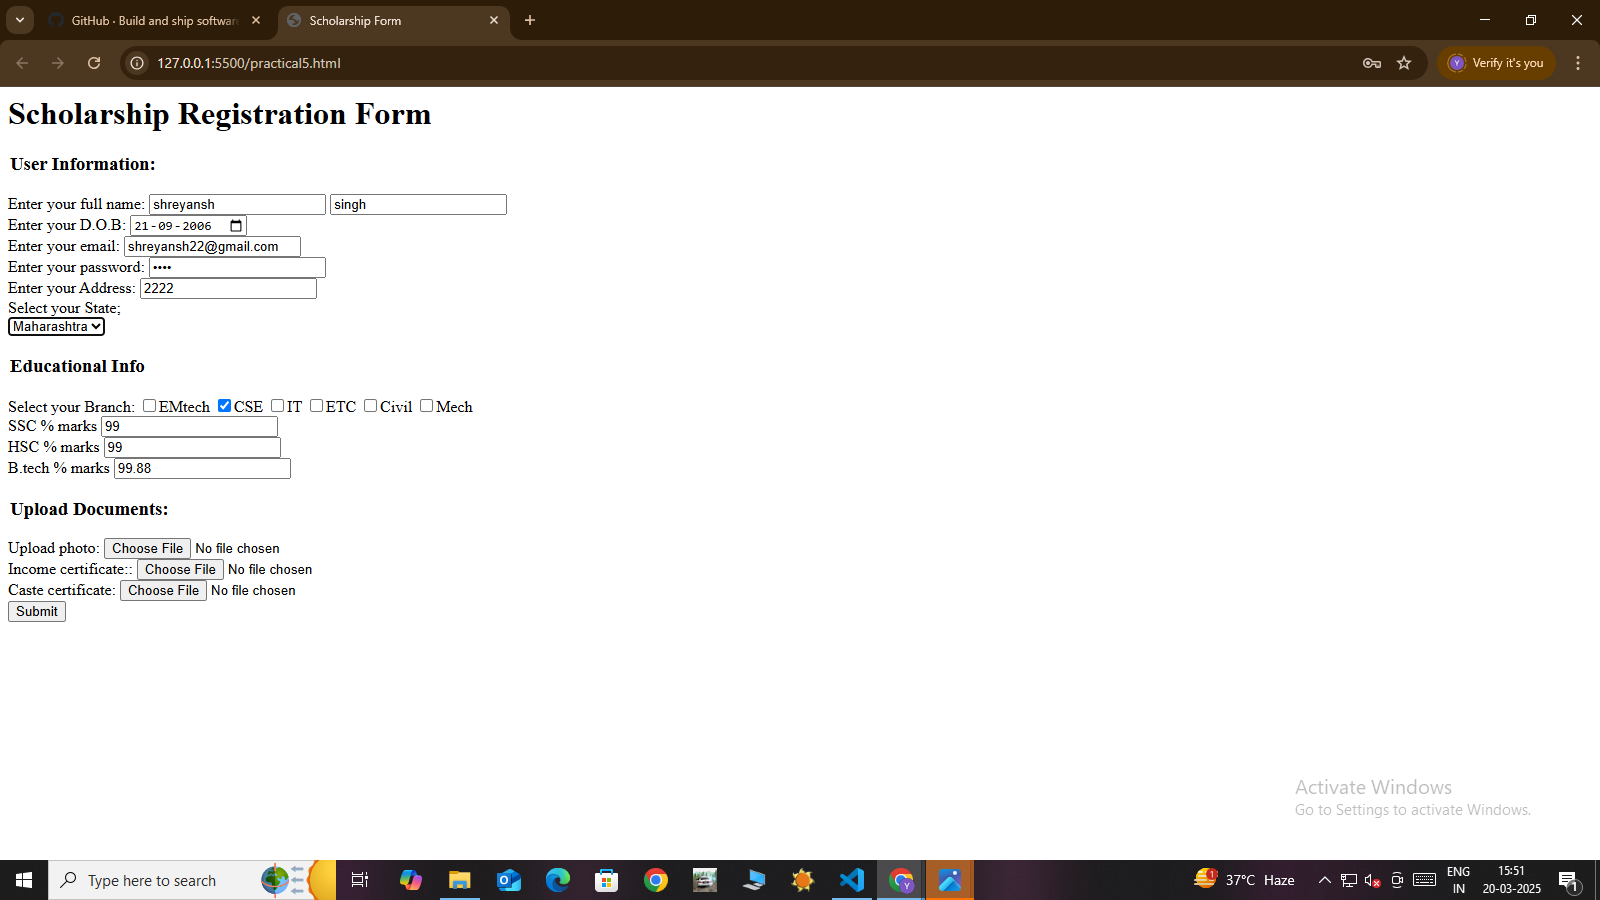 GitHub · Build and ship software
Scholarship Form
127.0.0.1:5500/practical5.html
Verify it's you
Scholarship Registration Form
User Information:
Enter your full name: shreyansh singh
Enter your D.O.B: 21-09-2006
Enter your email: shreyansh22@gmail.com
Enter your password: ••••
Enter your Address: 2222
Select your State;
Maharashtra
Educational Info
Select your Branch: EMtech CSE IT ETC Civil Mech
SSC % marks 99
HSC % marks 99
B.tech % marks 99.88
Upload Documents:
Upload photo: Choose File No file chosen
Income certificate:: Choose File No file chosen
Caste certificate: Choose File No file chosen
Submit
Activate Windows
Go to Settings to activate Windows.
Type here to search
1
37°C Haze
ENG
IN
15:51
20-03-2025
1